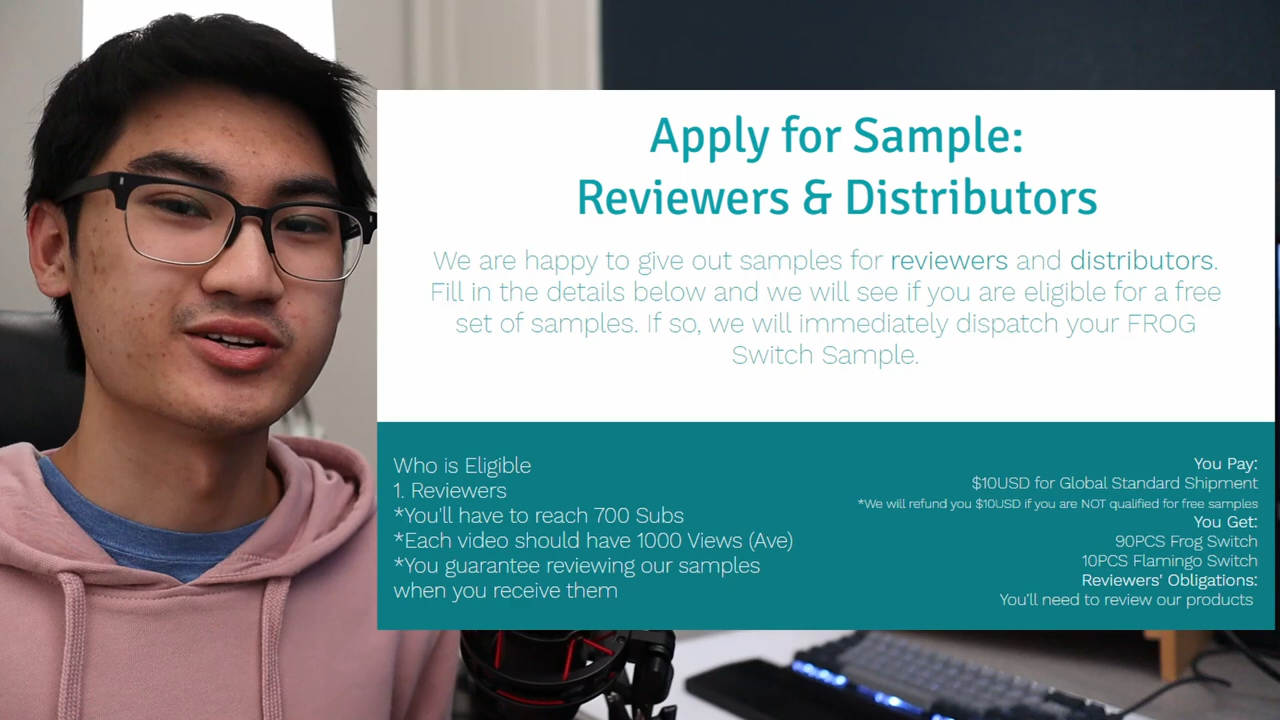 Apply for Sample:
Reviewers & Distributors
We are happy to give out samples for reviewers and distributors.
Fill in the details below and we will see if you are eligible for a free
set of samples. If so, we will immediately dispatch your FROG
Switch Sample.
Who is Eligible
1. Reviewers
*You'll have to reach 700 Subs
*Each video should have 1000 Views (Ave)
*You guarantee reviewing our samples
when you receive them
You Pay:
$10USD for Global Standard Shipment
*We will refund you $10USD if you are NOT qualified for free samples
You Get:
90PCS Frog Switch
10PCS Flamingo Switch
Reviewers' Obligations:
You'll need to review our products